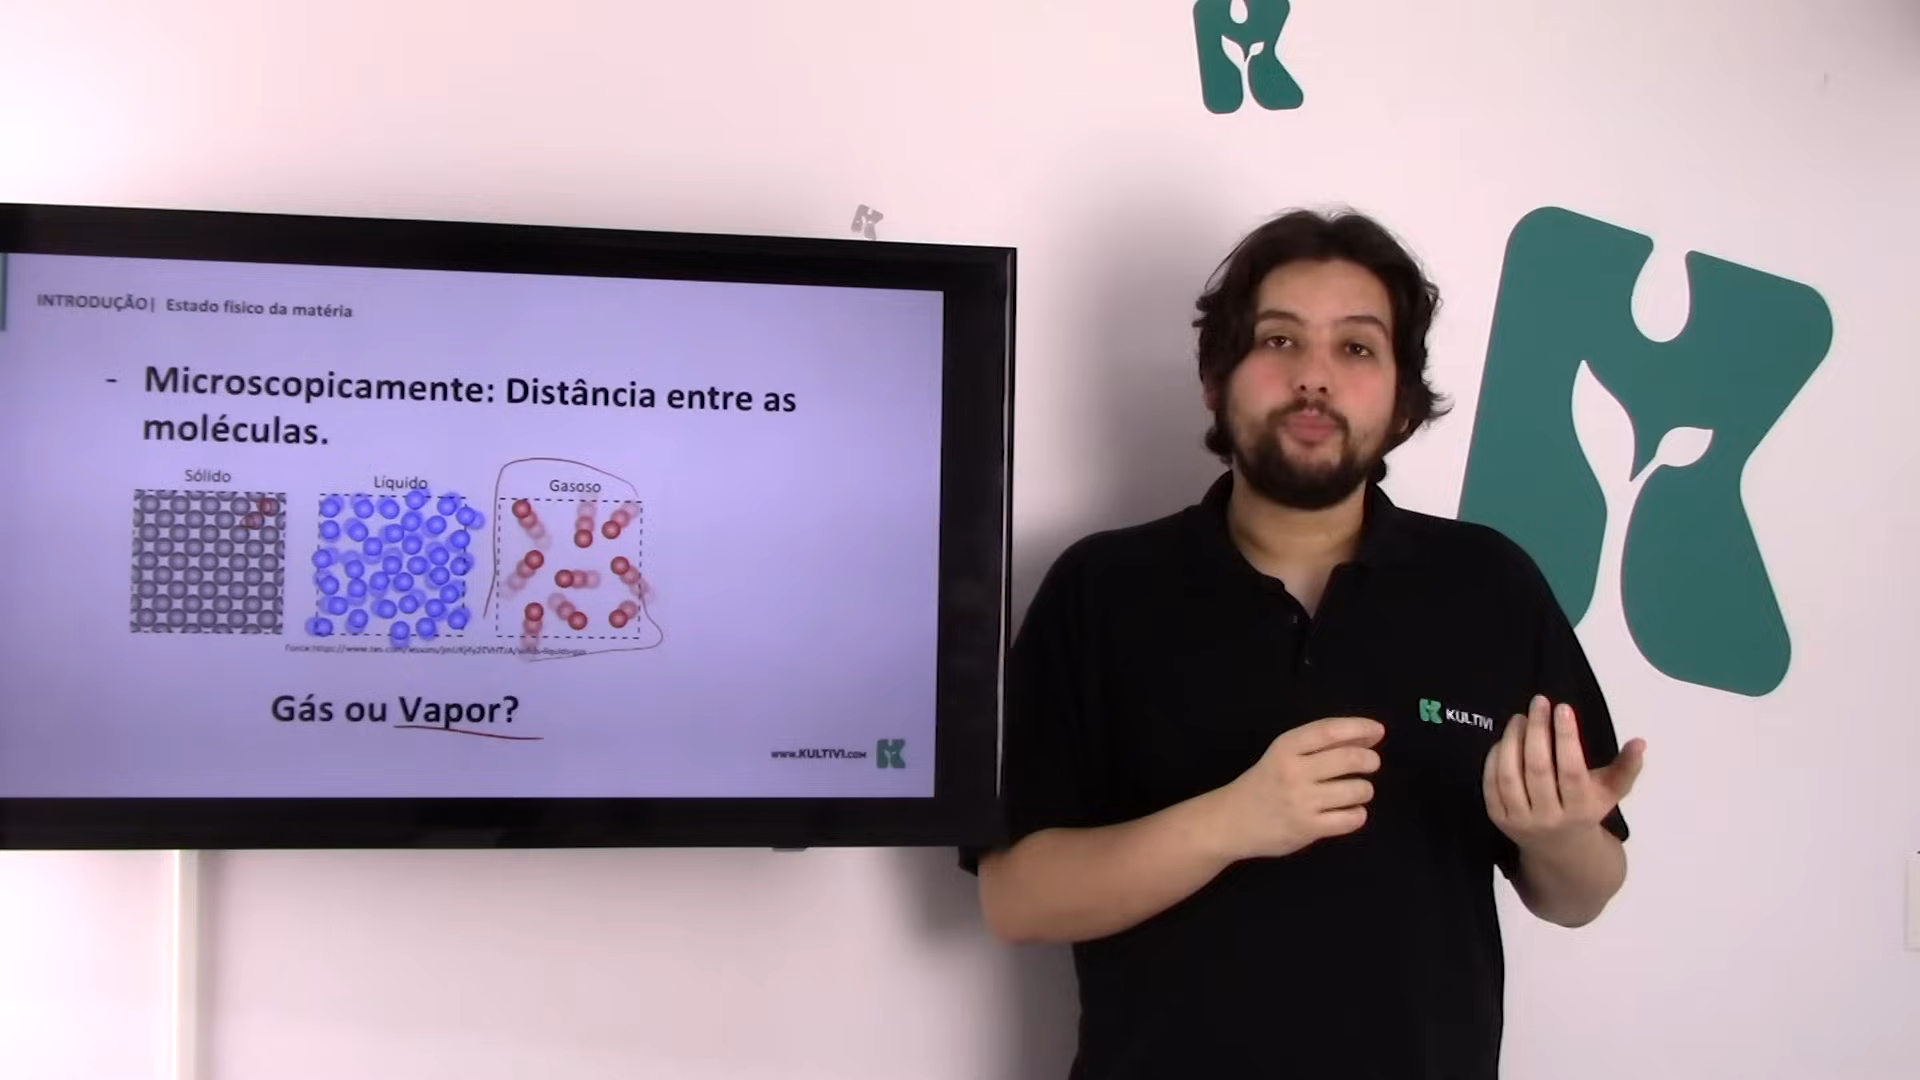 INTRODUÇÃO| Estado físico da matéria
- Microscopicamente: Distância entre as
moléculas.
Sólido
Líquido
Gasoso
Gás ou Vapor?
www.KULTIVI.COM
KULTIVI